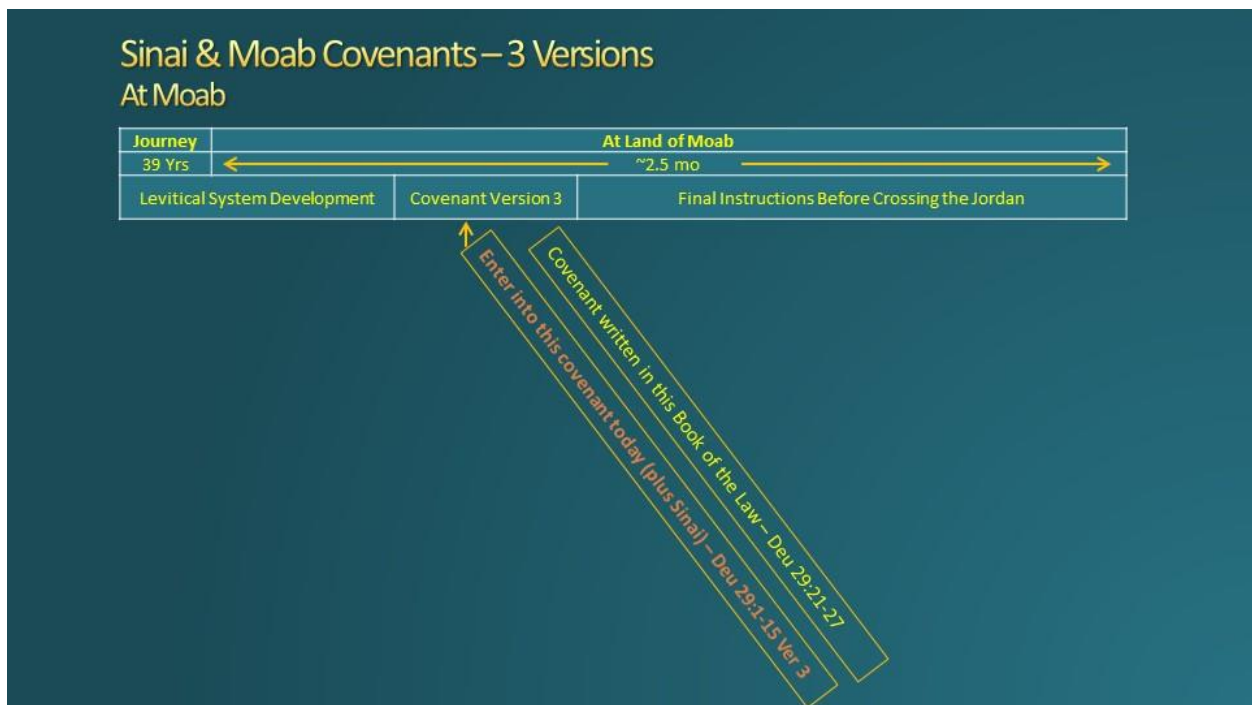 Sinai & Moab Covenants – 3 Versions
At Moab
Journey
At Land of Moab
39 Yrs
~2.5 mo
Levitical System Development
Covenant Version 3
Final Instructions Before Crossing the Jordan
Enter into this covenant today (plus Sinai) – Deu 29:1-15 Ver 3
Covenant written in this Book of the Law – Deu 29:21-27